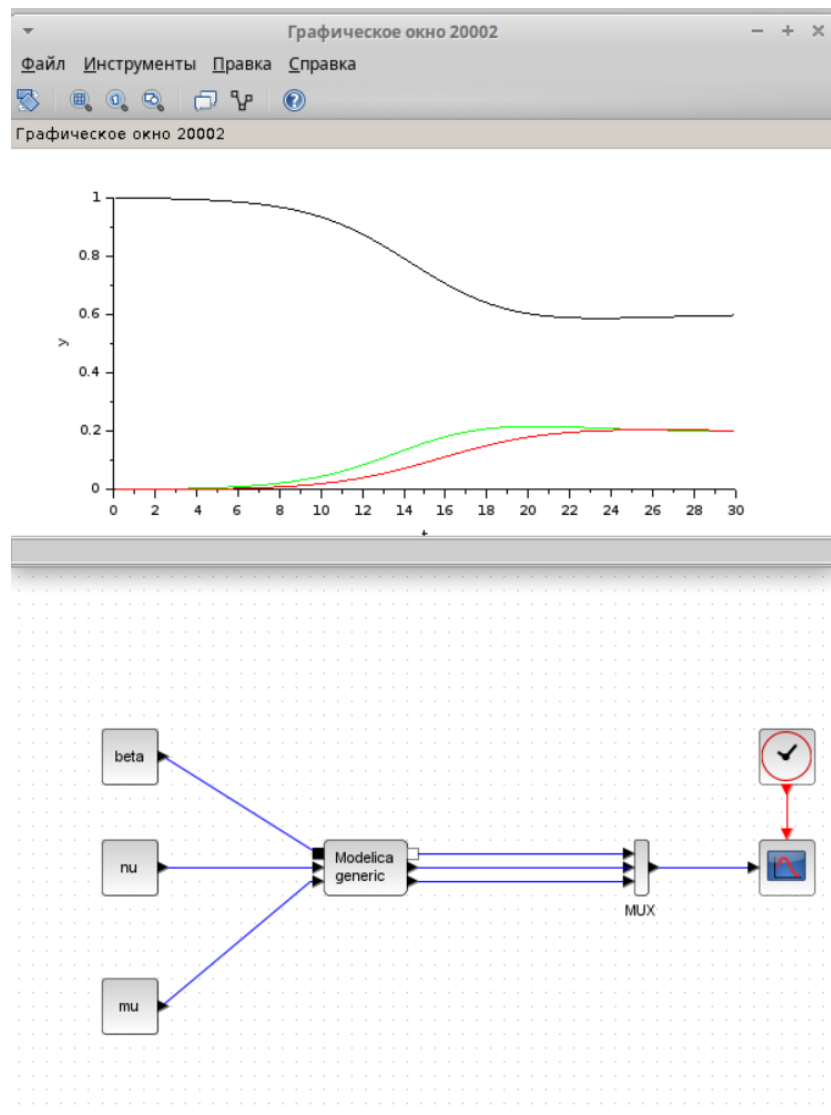 Графическое окно 20002
Файл Инструменты Правка Справка
Графическое окно 20002
1
0.8
0.6
y
0.4
0.2
0
0 2 4 6 8 10 12 14 16 18 20 22 24 26 28 30
t
beta
nu
Modelica
generic
MUX
mu